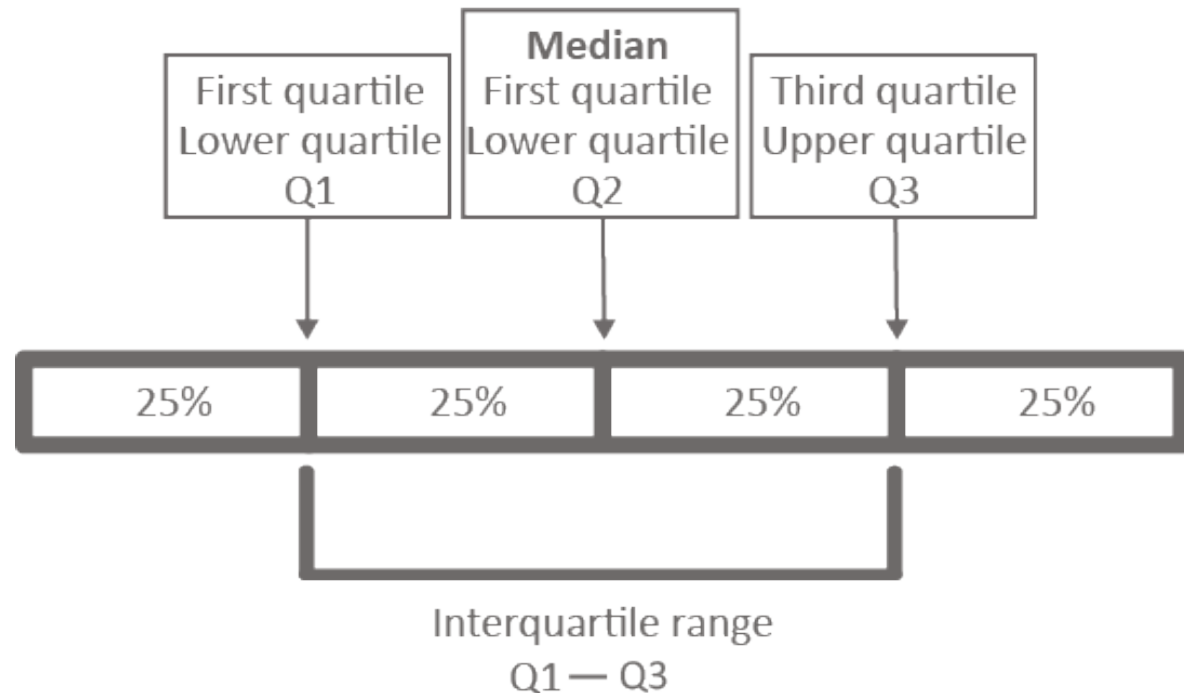 First quartile
Lower quartile
Q1
Median
First quartile
Lower quartile
Q2
Third quartile
Upper quartile
Q3
25%
25%
25%
25%
Interquartile range
Q1 — Q3